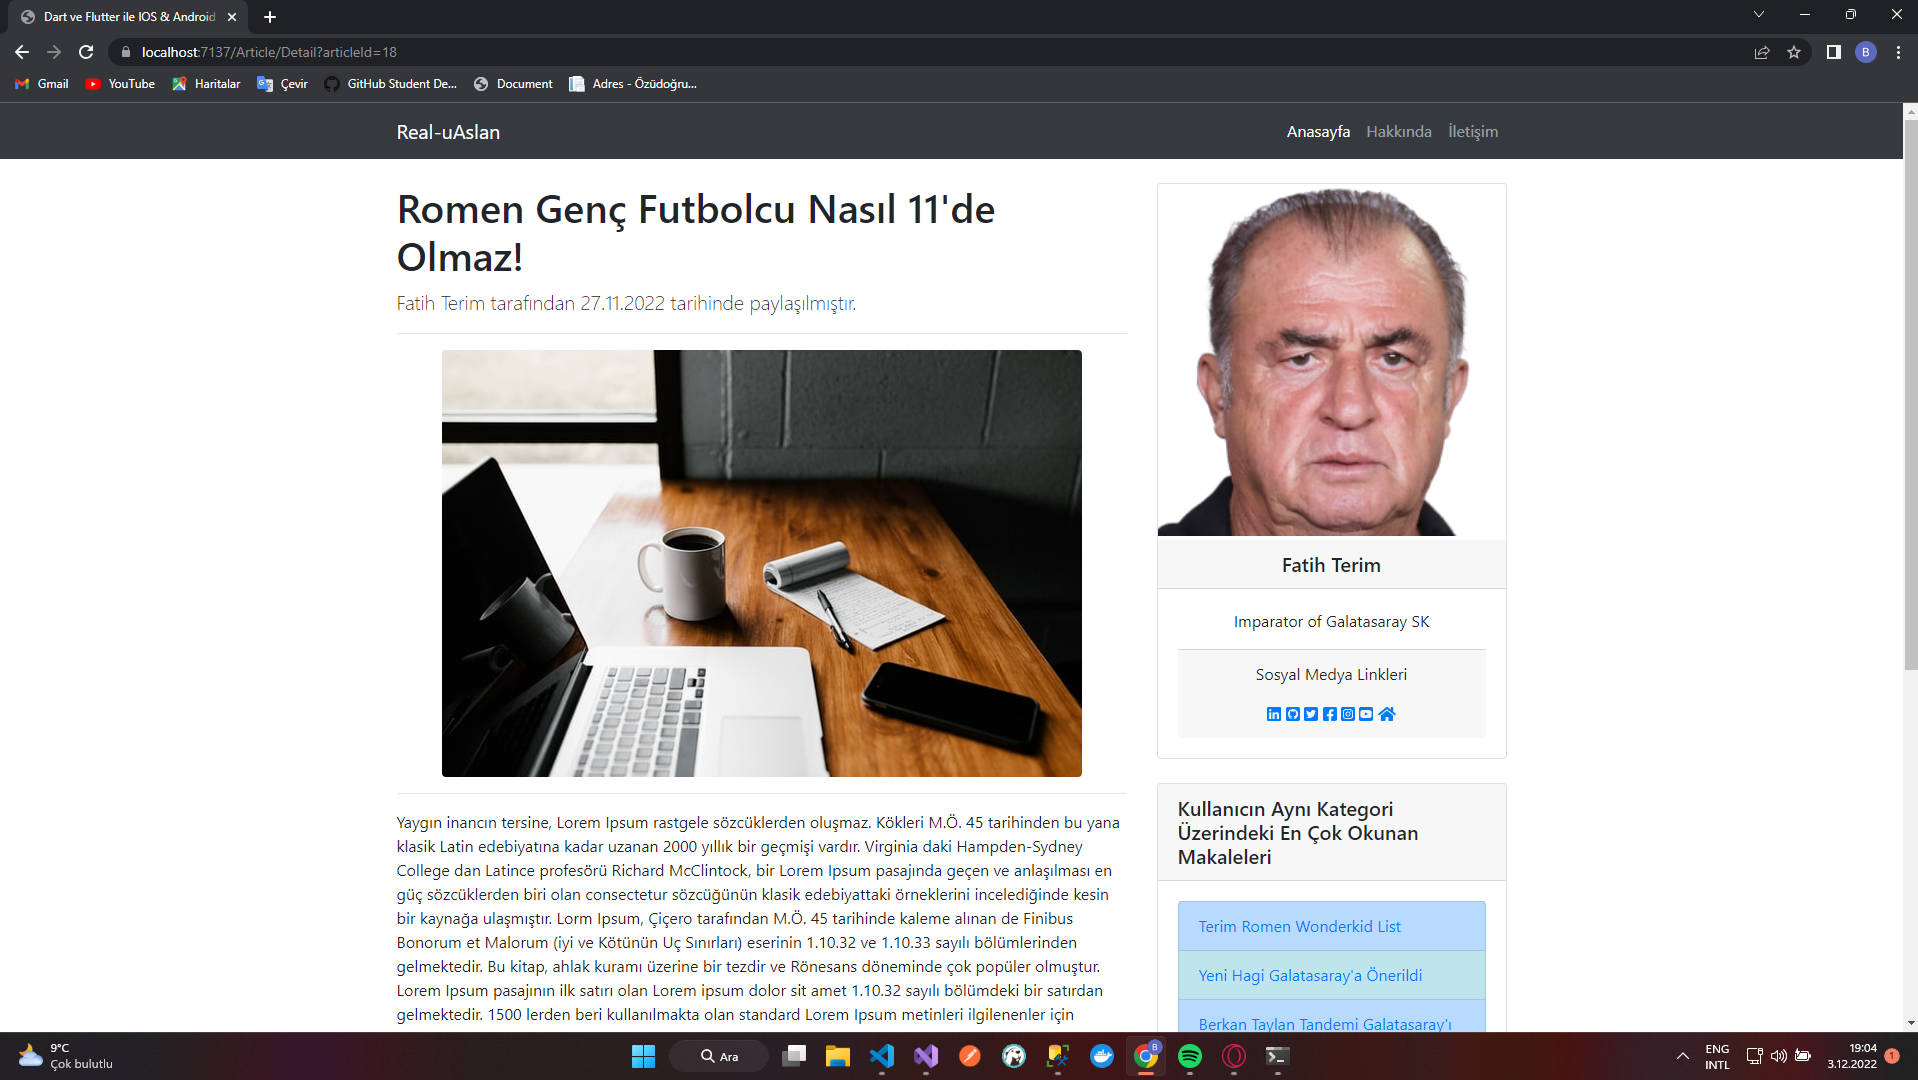 Dart ve Flutter ile IOS & Android
localhost:7137/Article/Detail?articleId=18
B
Gmail
YouTube
Haritalar
Çevir
GitHub Student De...
Document
Adres - Özüdoğru...
Real-uAslan
Anasayfa
Hakkında
İletişim
Romen Genç Futbolcu Nasıl 11'de
Olmaz!
Fatih Terim tarafından 27.11.2022 tarihinde paylaşılmıştır.
Yaygın inancın tersine, Lorem Ipsum rastgele sözcüklerden oluşmaz. Kökleri M.Ö. 45 tarihinden bu yana
klasik Latin edebiyatına kadar uzanan 2000 yıllık bir geçmişi vardır. Virginia daki Hampden-Sydney
College dan Latince profesörü Richard McClintock, bir Lorem Ipsum pasajında geçen ve anlaşılması en
güç sözcüklerden biri olan consectetur sözcüğünün klasik edebiyattaki örneklerini incelediğinde kesin
bir kaynağa ulaşmıştır. Lorm Ipsum, Çiçero tarafından M.Ö. 45 tarihinde kaleme alınan de Finibus
Bonorum et Malorum (iyi ve Kötünün Uç Sınırları) eserinin 1.10.32 ve 1.10.33 sayılı bölümlerinden
gelmektedir. Bu kitap, ahlak kuramı üzerine bir tezdir ve Rönesans döneminde çok popüler olmuştur.
Lorem Ipsum pasajının ilk satırı olan Lorem ipsum dolor sit amet 1.10.32 sayılı bölümdeki bir satırdan
gelmektedir. 1500 lerden beri kullanılmakta olan standard Lorem Ipsum metinleri ilgilenenler için
Fatih Terim
Imparator of Galatasaray SK
Sosyal Medya Linkleri
Kullanıcın Aynı Kategori
Üzerindeki En Çok Okunan
Makaleleri
Terim Romen Wonderkid List
Yeni Hagi Galatasaray'a Önerildi
Berkan Taylan Tandemi Galatasaray'ı
9°C
Çok bulutlu
Ara
B
ENG
INTL
19:04
3.12.2022
1